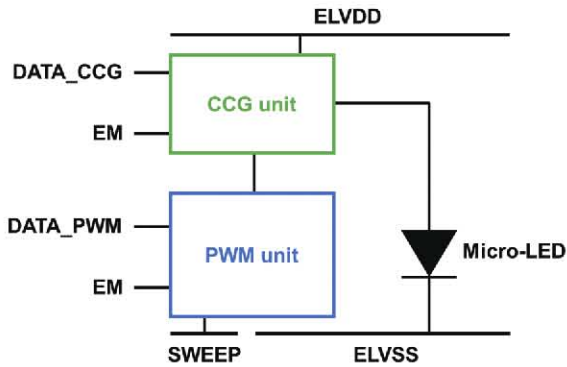 ELVDD
DATA_CCG
CCG unit
EM
DATA_PWM
PWM unit
Micro-LED
EM
SWEEP
ELVSS